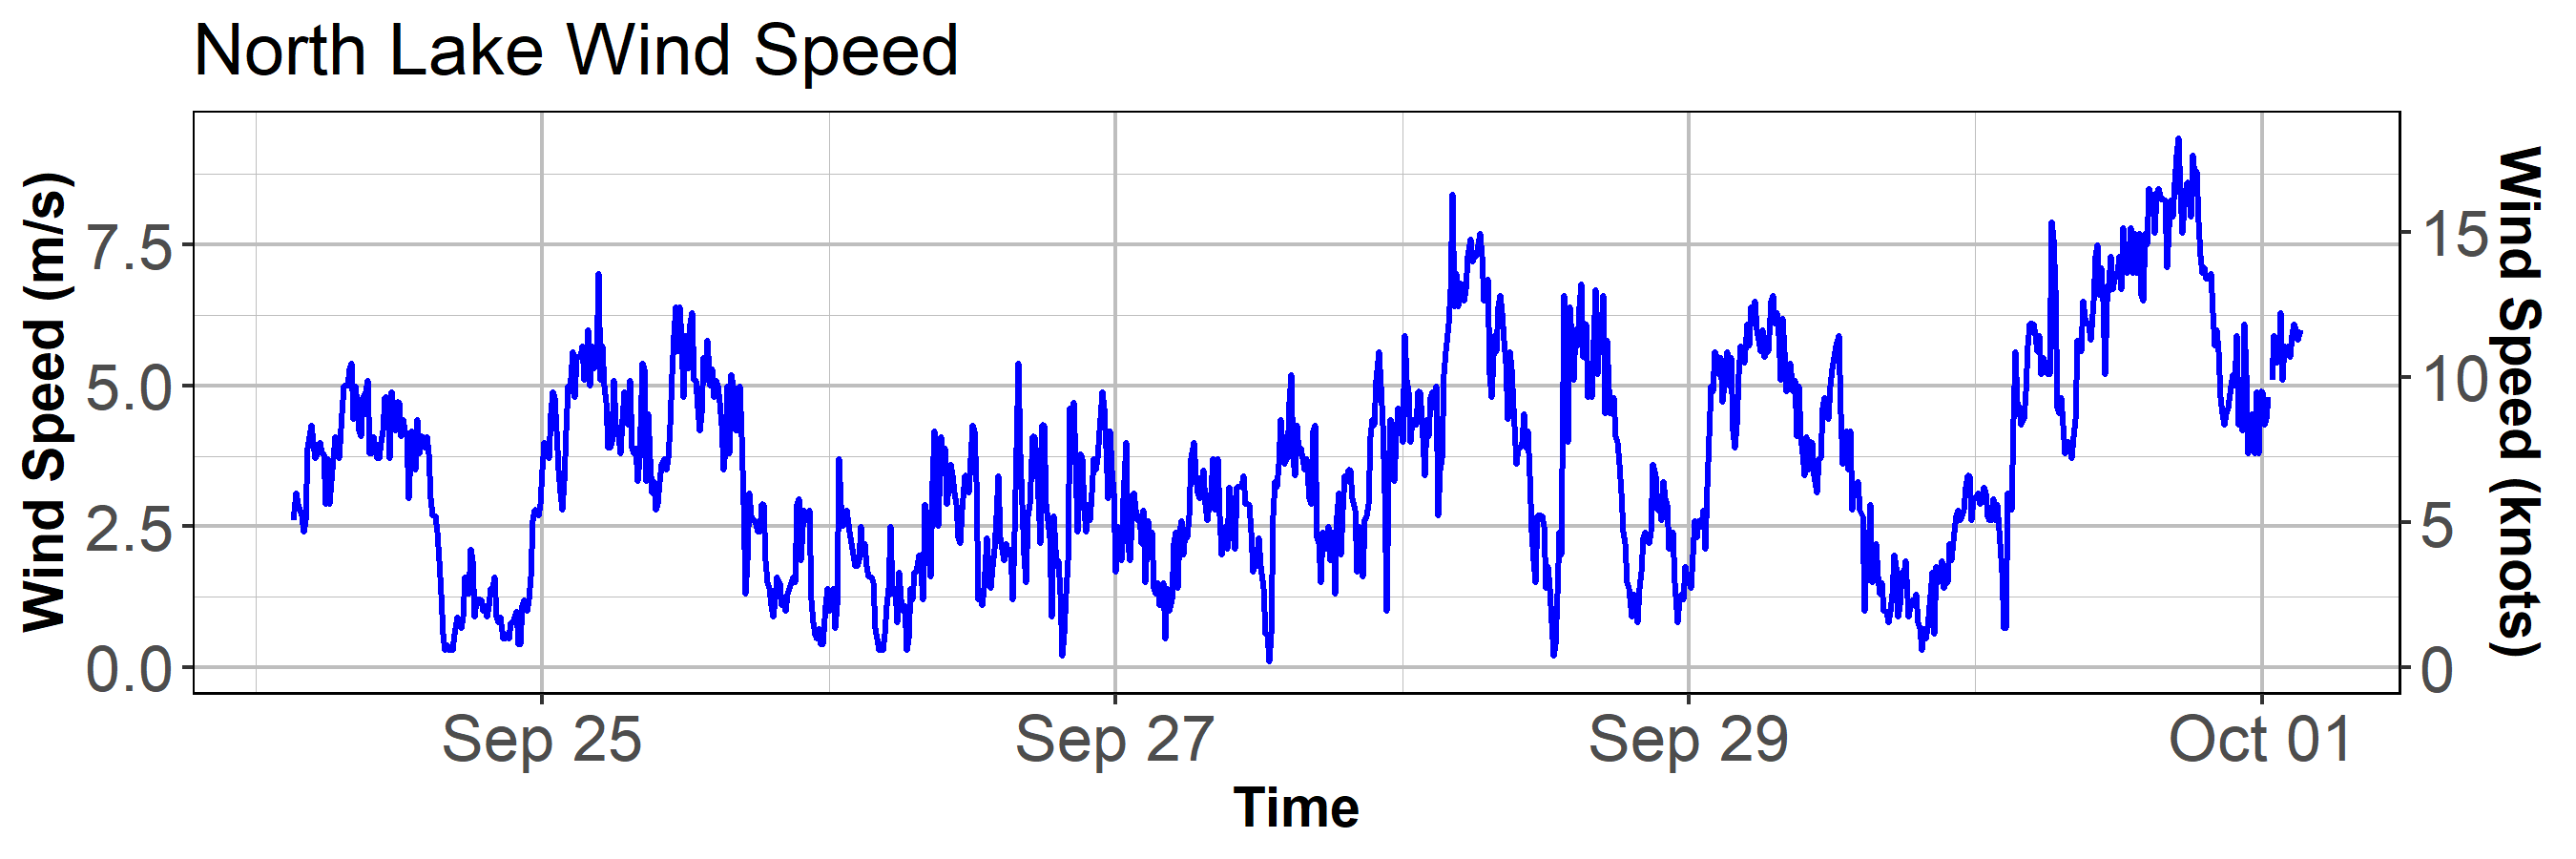 North Lake Wind Speed
Wind Speed (m/s)
7.5
5.0
2.5
0.0
15
10
5
0
Wind Speed (knots)
Sep 25
Sep 27
Sep 29
Oct 01
Time